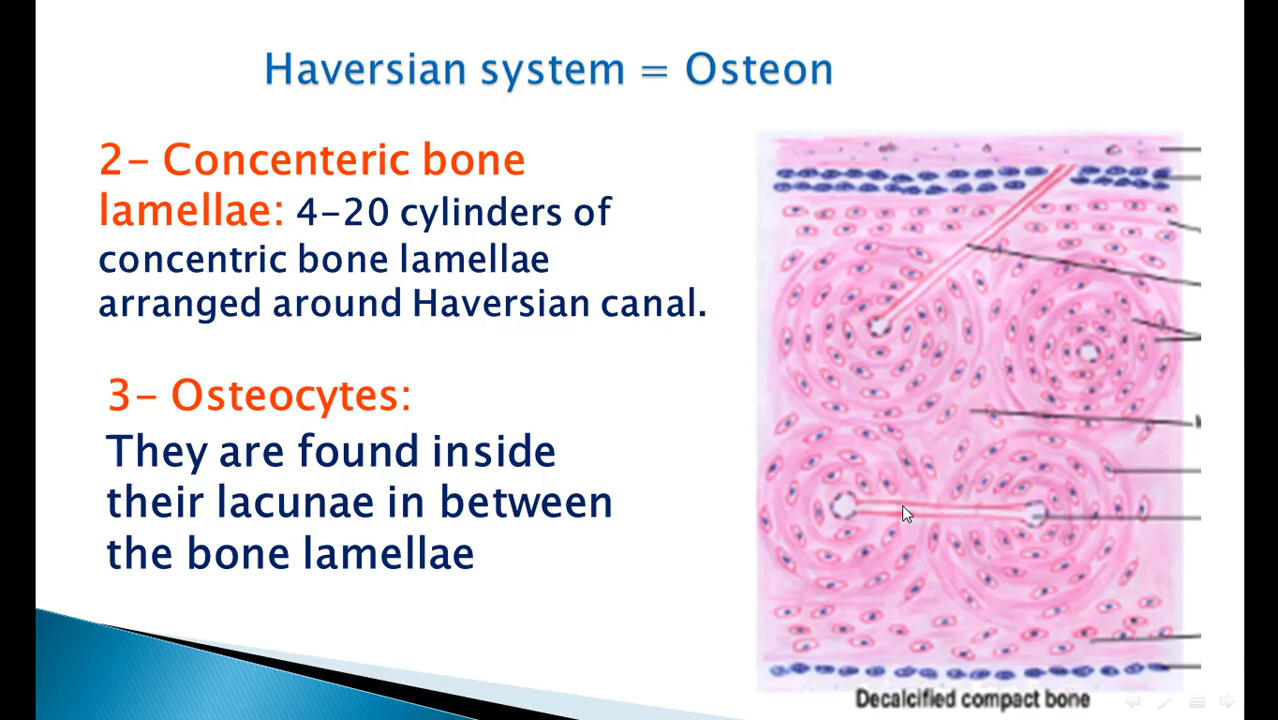 Haversian system = Osteon
2- Concenteric bone
lamellae: 4-20 cylinders of
concentric bone lamellae
arranged around Haversian canal.
3- Osteocytes:
They are found inside
their lacunae in between
the bone lamellae
Decalcified compact bone